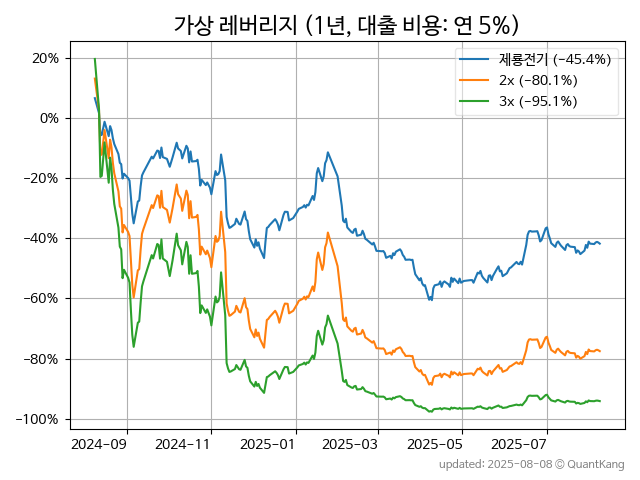 가상 레버리지 (1년, 대출 비용: 연 5%)
제룡전기 (-45.4%)
2x (-80.1%)
3x (-95.1%)
20%
0%
−20%
−40%
−60%
−80%
−100%
2024-09 2024-11 2025-01 2025-03 2025-05 2025-07
updated: 2025-08-08 © QuantKang